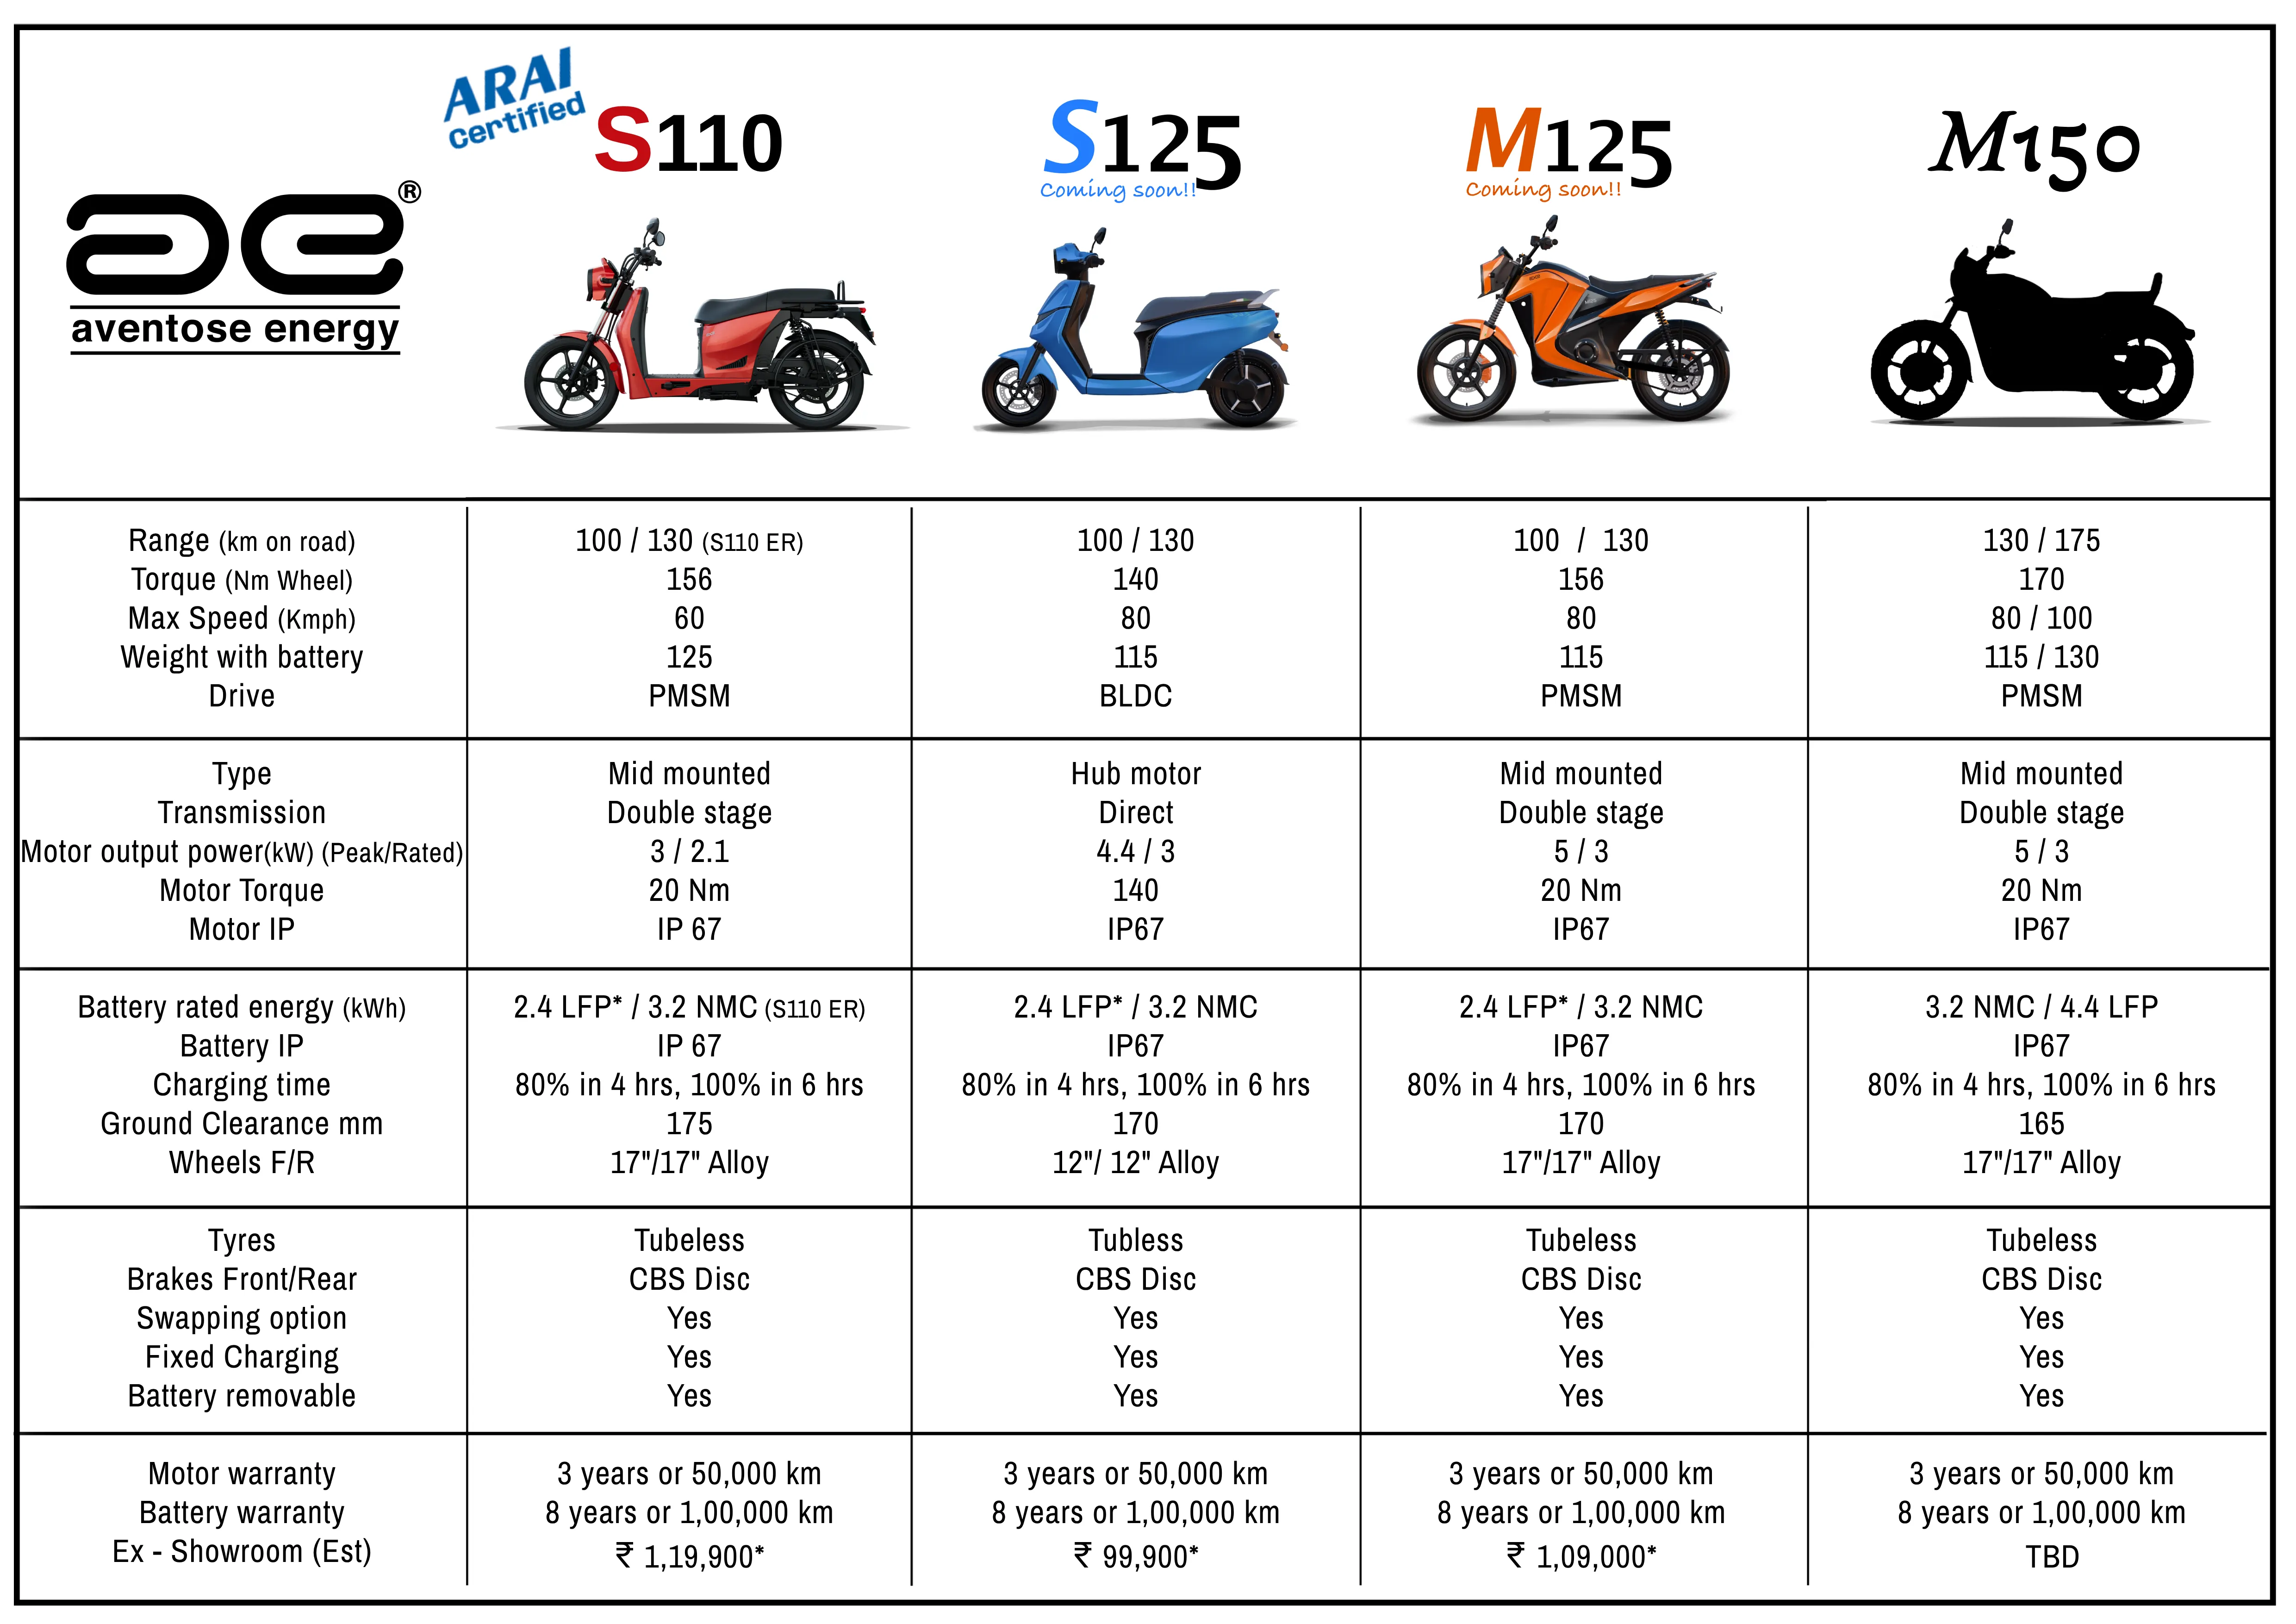 ARAI
certified
S110
S125
Coming soon!!
M125
Coming soon!!
M150
ae®
aventose energy
Range (km on road) 100 / 130 (S110 ER) 100 / 130 100 / 130 130 / 175
Torque (Nm Wheel) 156 140 156 170
Max Speed (Kmph) 60 80 80 80 / 100
Weight with battery 125 115 115 115 / 130
Drive PMSM BLDC PMSM PMSM
Type Mid mounted Hub motor Mid mounted Mid mounted
Transmission Double stage Direct Double stage Double stage
Motor output power(kW) (Peak/Rated) 3 / 2.1 4.4 / 3 5 / 3 5 / 3
Motor Torque 20 Nm 140 20 Nm 20 Nm
Motor IP IP 67 IP67 IP67 IP67
Battery rated energy (kWh) 2.4 LFP* / 3.2 NMC (S110 ER) 2.4 LFP* / 3.2 NMC 2.4 LFP* / 3.2 NMC 3.2 NMC / 4.4 LFP
Battery IP IP 67 IP67 IP67 IP67
Charging time 80% in 4 hrs, 100% in 6 hrs 80% in 4 hrs, 100% in 6 hrs 80% in 4 hrs, 100% in 6 hrs 80% in 4 hrs, 100% in 6 hrs
Ground Clearance mm 175 170 170 165
Wheels F/R 17"/17" Alloy 12"/ 12" Alloy 17"/17" Alloy 17"/17" Alloy
Tyres Tubeless Tubless Tubeless Tubeless
Brakes Front/Rear CBS Disc CBS Disc CBS Disc CBS Disc
Swapping option Yes Yes Yes Yes
Fixed Charging Yes Yes Yes Yes
Battery removable Yes Yes Yes Yes
Motor warranty 3 years or 50,000 km 3 years or 50,000 km 3 years or 50,000 km 3 years or 50,000 km
Battery warranty 8 years or 1,00,000 km 8 years or 1,00,000 km 8 years or 1,00,000 km 8 years or 1,00,000 km
Ex - Showroom (Est) ₹ 1,19,900* ₹ 99,900* ₹ 1,09,000* TBD